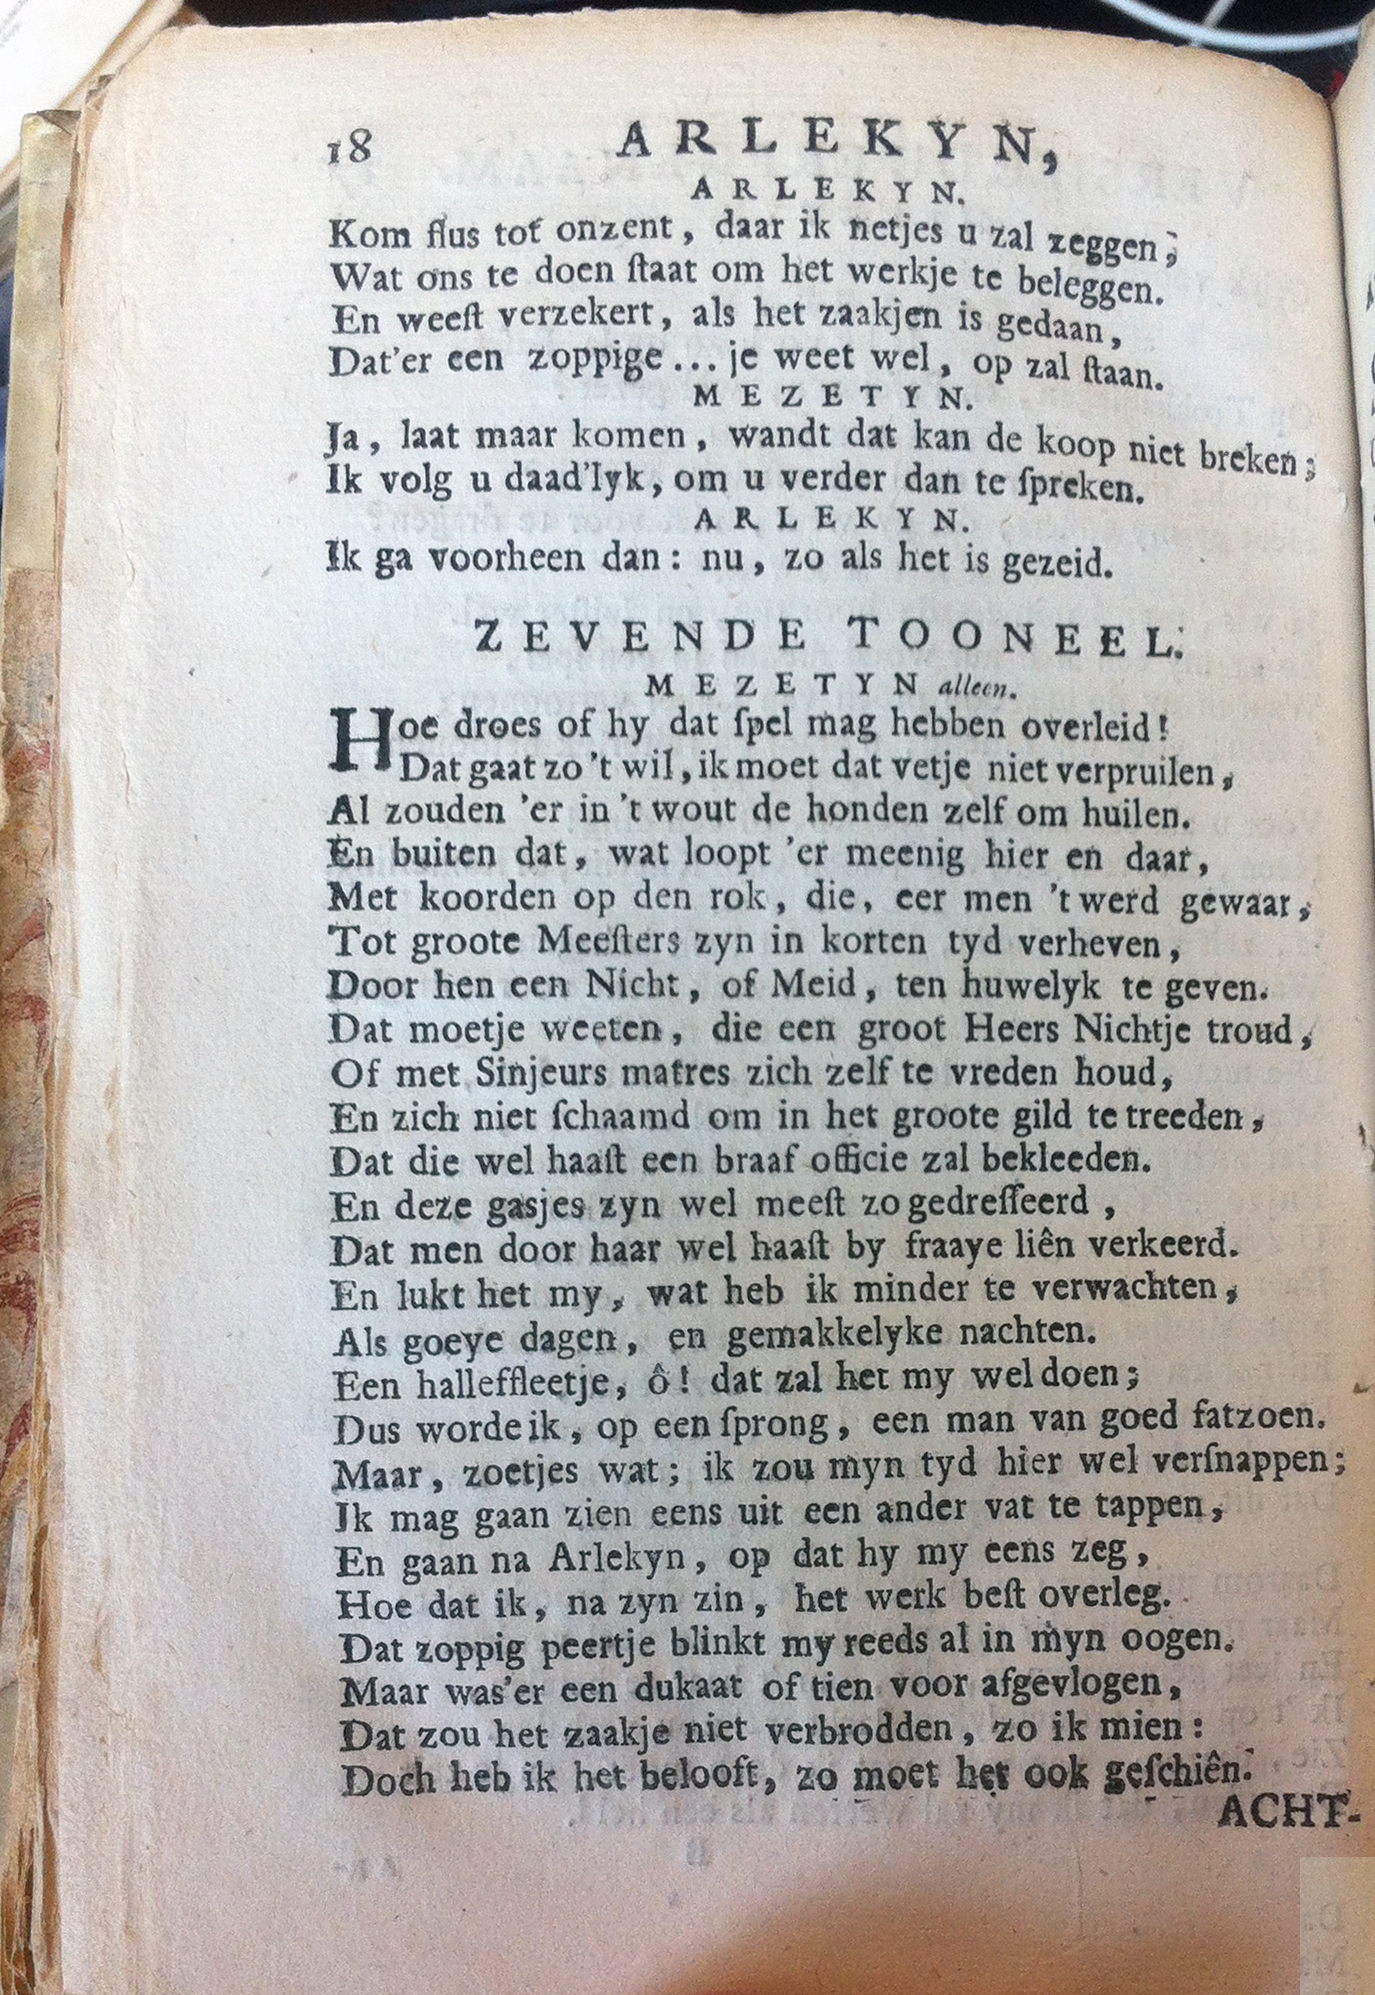 18 ARLEKYN,
ARLEKYN.
Kom flus tot onzent, daar ik netjes u zal zeggen,
Wat ons te doen ſtaat om het werkje te beleggen.
En weeſt verzekert, als het zaakjen is gedaan,
Dat'er een zoppige... je weet wel, op zal ſtaan.
MEZETYN.
Ja, laat maar komen, wandt dat kan de koop niet breken;
Ik volg u daad'lyk, om u verder dan te ſpreken.
ARLEKYN.
Ik ga voorheen dan: nu, zo als het is gezeid.
ZEVENDE TOONEEL.
MEZETYN alleen.
Hoe droes of hy dat ſpel mag hebben overleid!
Dat gaat zo 't wil, ik moet dat vetje niet verpruilen,
Al zouden 'er in 't wout de honden zelf om huilen.
En buiten dat, wat loopt 'er meenig hier en daar,
Met koorden op den rok, die, eer men 't werd gewaar,
Tot groote Meeſters zyn in korten tyd verheven,
Door hen een Nicht, of Meid, ten huwelyk te geven.
Dat moetje weeten, die een groot Heers Nichtje troud,
Of met Sinjeurs matres zich zelf te vreden houd,
En zich niet ſchaamd om in het groote gild te treeden,
Dat die wel haaſt een braaf officie zal bekleeden.
En deze gasjes zyn wel meeſt zo gedreſſeerd,
Dat men door haar wel haaſt by fraaye liên verkeerd.
En lukt het my, wat heb ik minder te verwachten,
Als goeye dagen, en gemakkelyke nachten.
Een halleffleetje, ô! dat zal het my wel doen;
Dus worde ik, op een ſprong, een man van goed fatzoen.
Maar, zoetjes wat; ik zou myn tyd hier wel verſnappen;
Ik mag gaan zien eens uit een ander vat te tappen,
En gaan na Arlekyn, op dat hy my eens zeg,
Hoe dat ik, na zyn zin, het werk beſt overleg.
Dat zoppig peertje blinkt my reeds al in myn oogen.
Maar was'er een dukaat of tien voor afgevlogen,
Dat zou het zaakje niet verbrodden, zo ik mien:
Doch heb ik het belooft, zo moet het ook geſchiên.
ACHT-